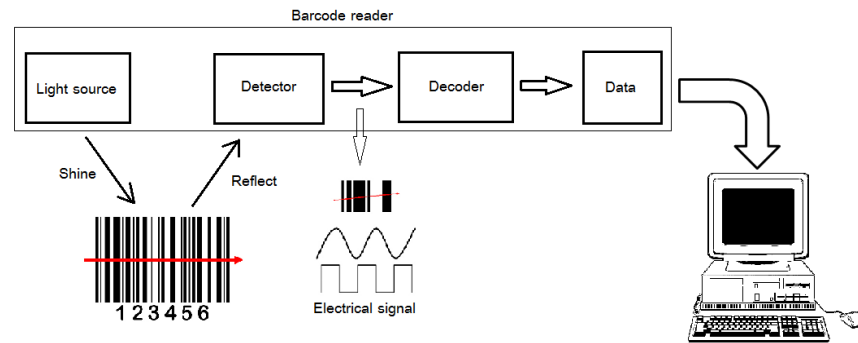 Barcode reader
Light source
Detector
Decoder
Data
Shine
Reflect
123456
Electrical signal